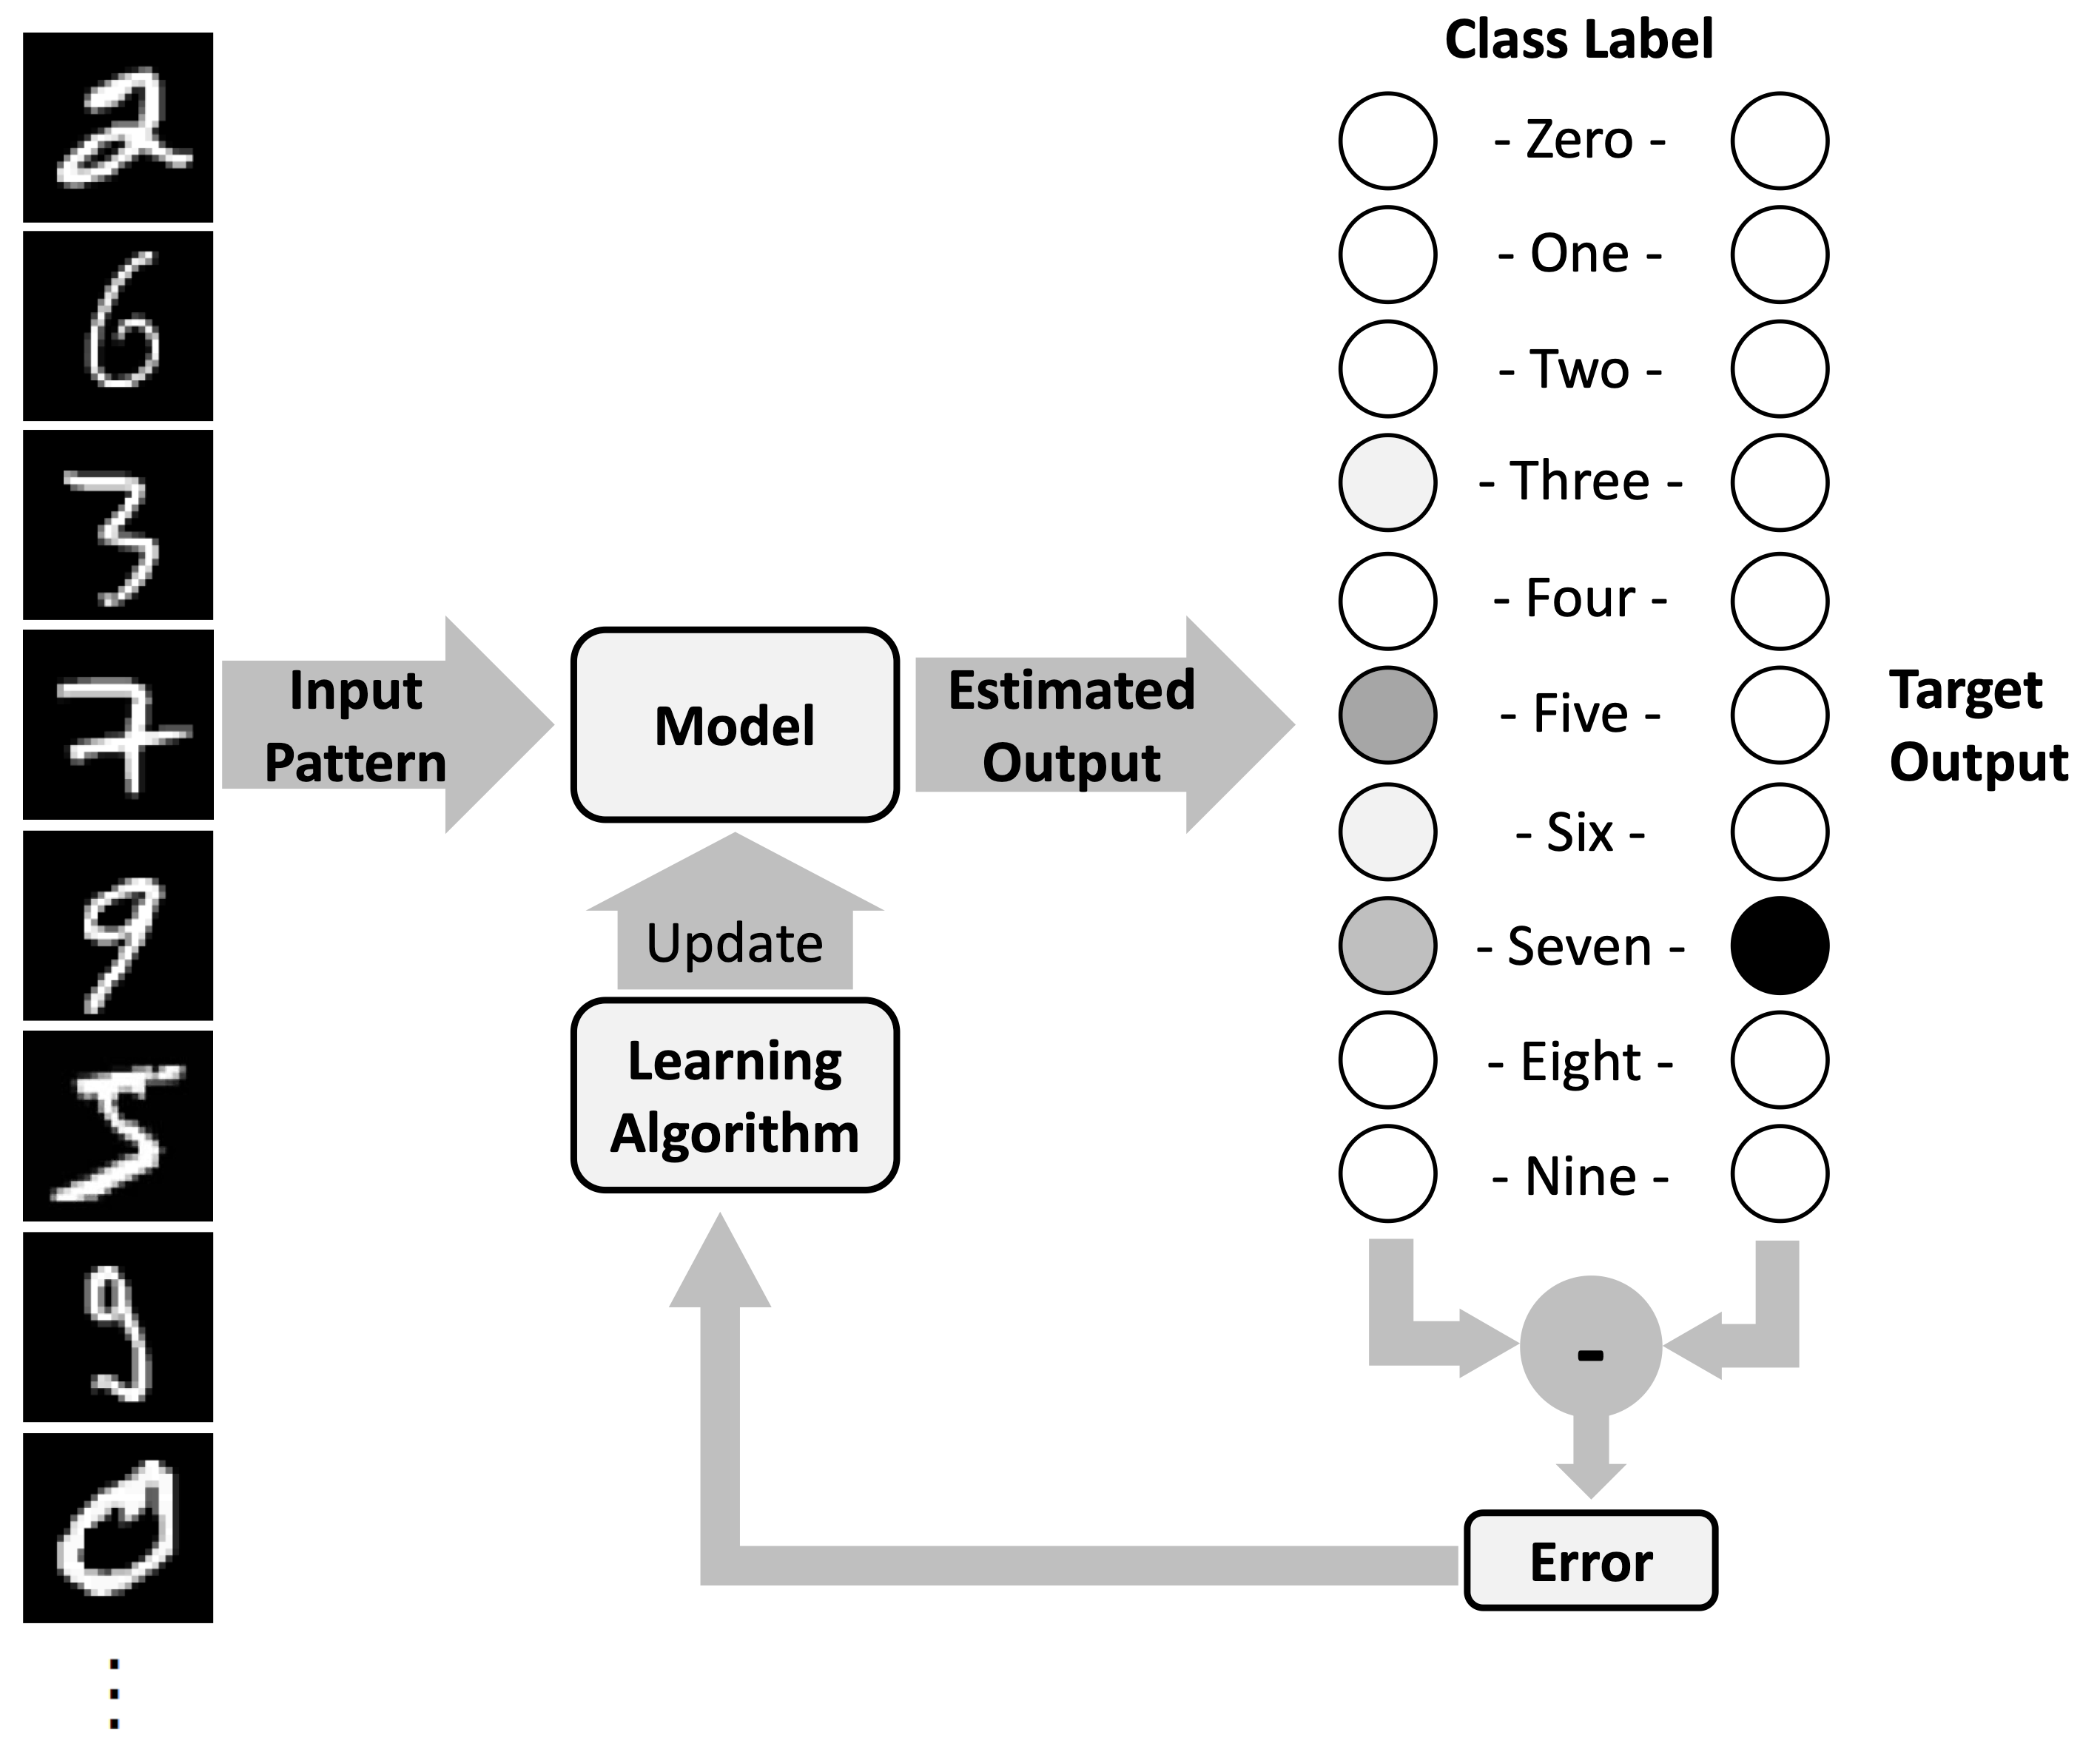 Class Label
- Zero -
- One -
- Two -
- Three -
- Four -
- Five -
- Six -
- Seven -
- Eight -
- Nine -
Target
Output
2
6
3
7
9
5
9
0
Input
Pattern
Model
Estimated
Output
Update
Learning
Algorithm
-
Error